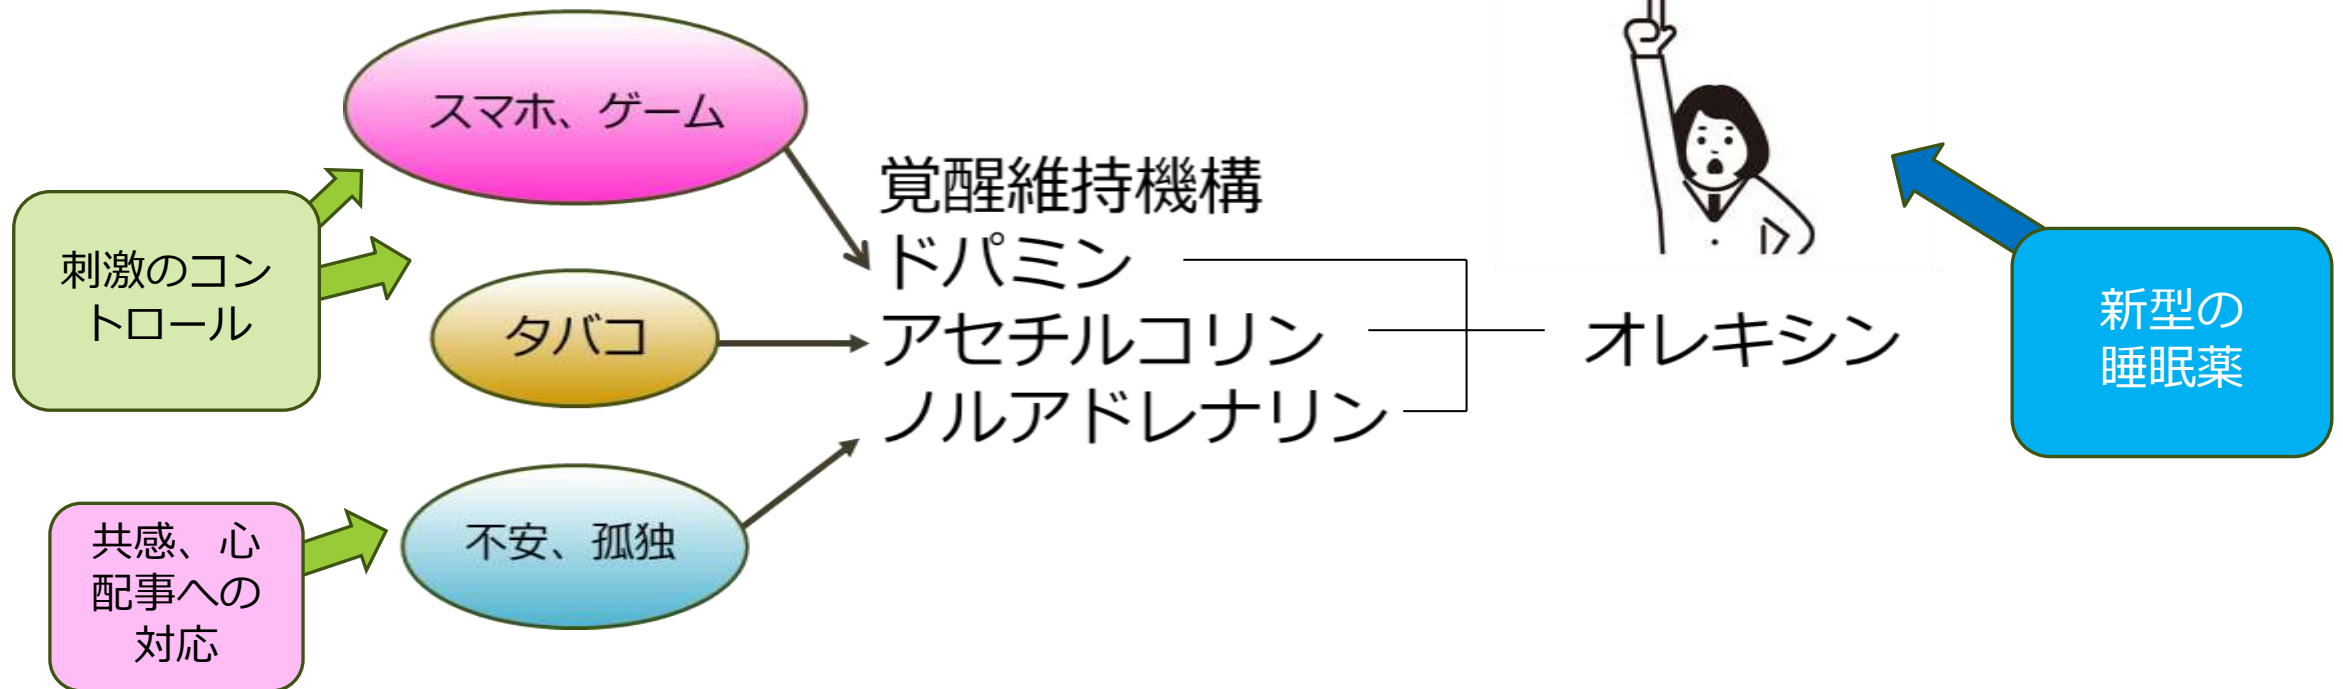 スマホ、ゲーム
刺激のコン
トロール
タバコ
共感、心
配事への
対応
不安、孤独
覚醒維持機構
ドパミン
アセチルコリン
ノルアドレナリン
オレキシン
新型の
睡眠薬